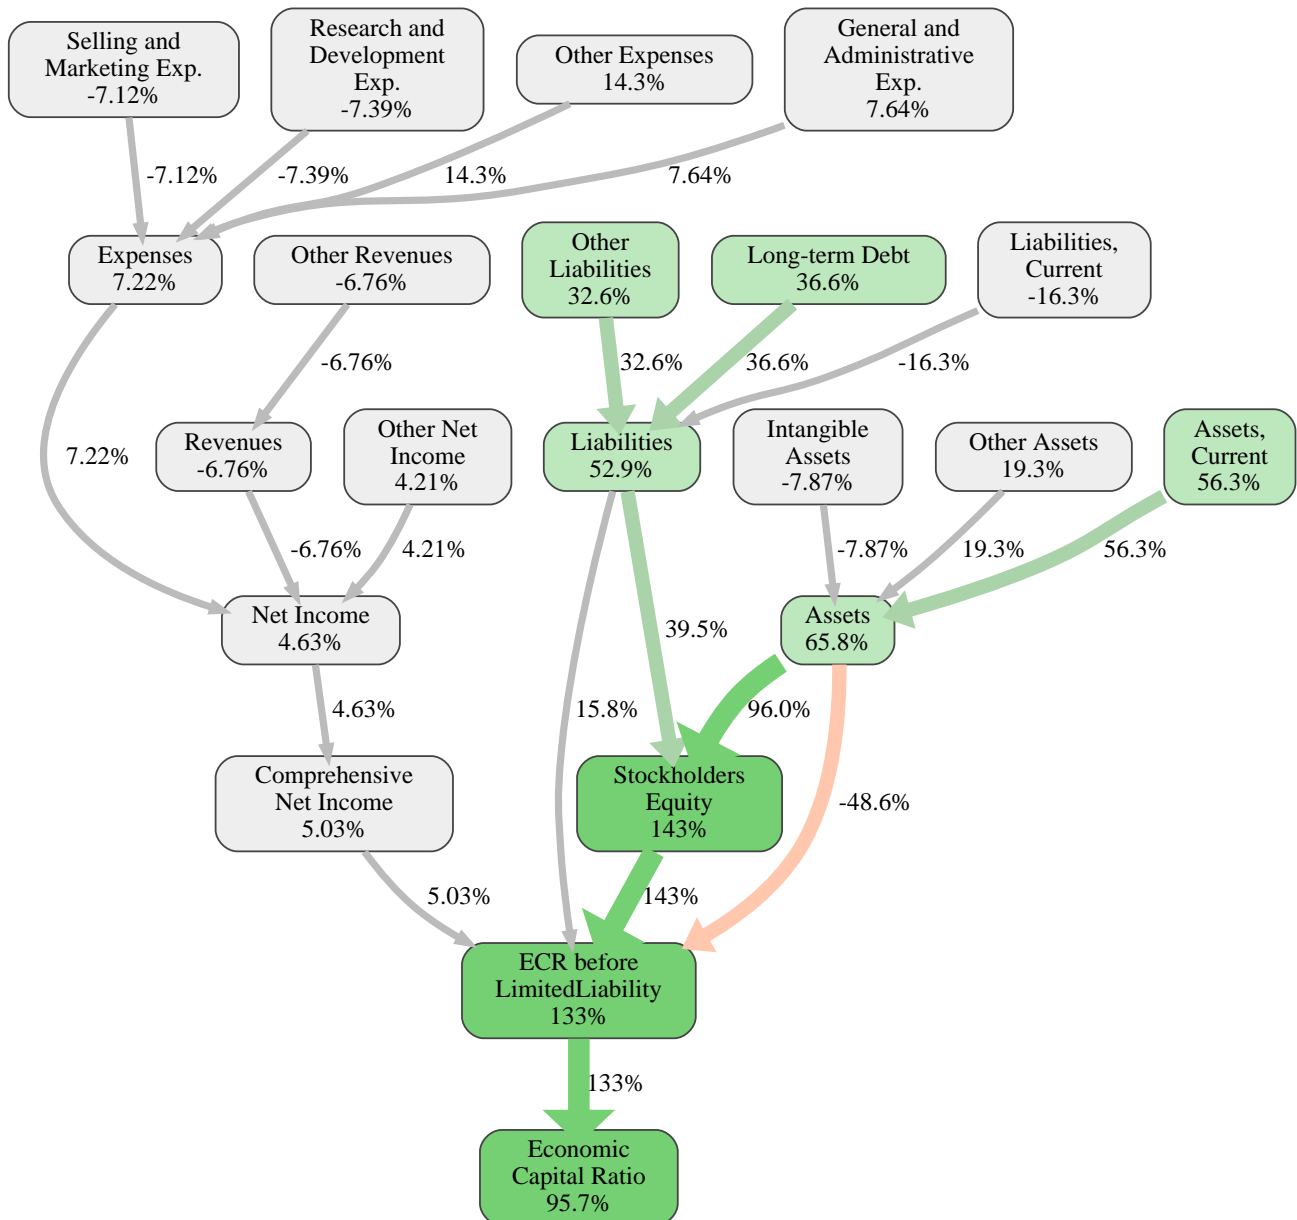 Selling and
Marketing Exp.
-7.12%
Research and
Development
Exp.
-7.39%
Other Expenses
14.3%
General and
Administrative
Exp.
7.64%
-7.12%
-7.39%
14.3%
7.64%
Expenses
7.22%
Other Revenues
-6.76%
Other
Liabilities
32.6%
Long-term Debt
36.6%
Liabilities,
Current
-16.3%
-6.76%
32.6%
36.6%
-16.3%
7.22%
Revenues
-6.76%
Other Net
Income
4.21%
Liabilities
52.9%
Intangible
Assets
-7.87%
Other Assets
19.3%
Assets,
Current
56.3%
-6.76%
4.21%
-7.87%
19.3%
56.3%
Net Income
4.63%
39.5%
Assets
65.8%
4.63%
15.8%
96.0%
Comprehensive
Net Income
5.03%
Stockholders
Equity
143%
-48.6%
5.03%
143%
ECR before
LimitedLiability
133%
133%
Economic
Capital Ratio
95.7%